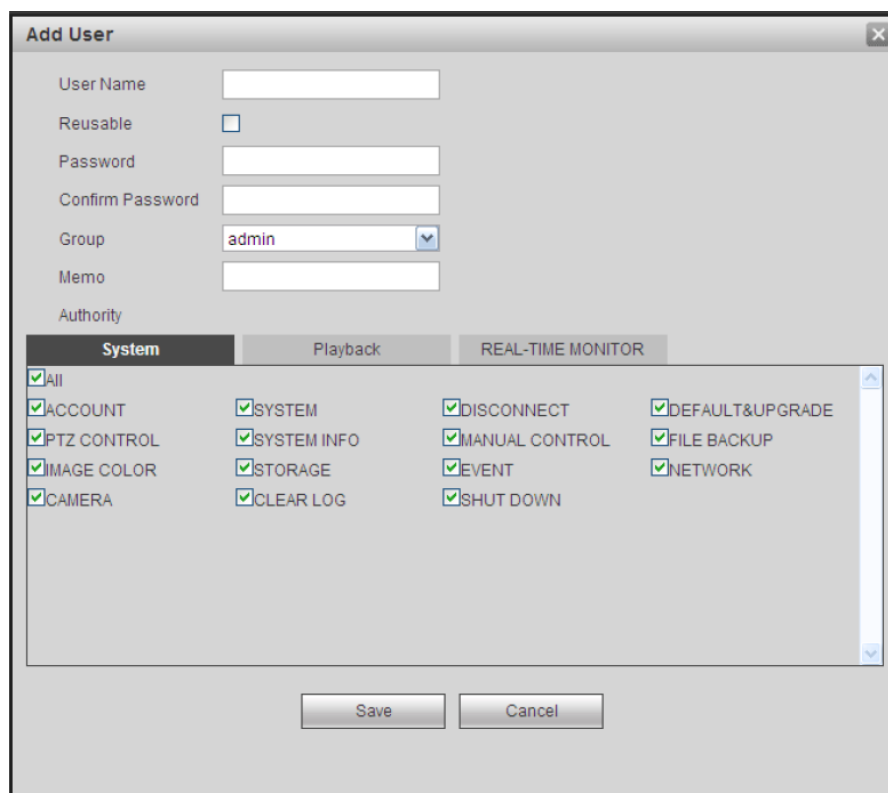 Add User
User Name
Reusable
Password
Confirm Password
Group admin
Memo
Authority
System Playback REAL-TIME MONITOR
All
ACCOUNT SYSTEM DISCONNECT DEFAULT&UPGRADE
PTZ CONTROL SYSTEM INFO MANUAL CONTROL FILE BACKUP
IMAGE COLOR STORAGE EVENT NETWORK
CAMERA CLEAR LOG SHUT DOWN
Save Cancel